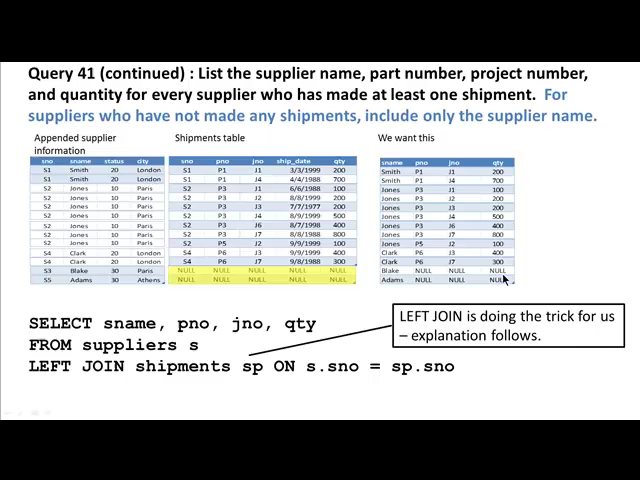 Query 41 (continued) : List the supplier name, part number, project number,
and quantity for every supplier who has made at least one shipment. For
suppliers who have not made any shipments, include only the supplier name.
Appended supplier
information
Shipments table
We want this
sno sname status city
S1 Smith 20 London
S1 Smith 20 London
S2 Jones 10 Paris
S2 Jones 10 Paris
S2 Jones 10 Paris
S2 Jones 10 Paris
S2 Jones 10 Paris
S2 Jones 10 Paris
S2 Jones 10 Paris
S4 Clark 20 London
S4 Clark 20 London
S3 Blake 30 Paris
S5 Adams 30 Athens
sno pno jno ship_date qty
S1 P1 J1 3/3/1999 200
S1 P1 J4 4/4/1988 700
S2 P3 J1 6/6/1988 100
S2 P3 J2 8/8/1999 200
S2 P3 J3 7/7/1977 200
S2 P3 J4 9/9/1999 500
S2 P3 J6 7/8/1988 400
S2 P3 J7 8/8/1988 800
S2 P5 J2 9/9/1999 100
S4 P6 J3 9/9/1999 400
S4 P6 J7 9/8/1988 300
NULL NULL NULL NULL NULL
NULL NULL NULL NULL NULL
sname pno jno qty
Smith P1 J1 200
Smith P1 J4 700
Jones P3 J1 100
Jones P3 J2 200
Jones P3 J3 200
Jones P3 J4 500
Jones P3 J6 400
Jones P3 J7 800
Jones P5 J2 100
Clark P6 J3 400
Clark P6 J7 300
Blake NULL NULL NULL
Adams NULL NULL NULL
LEFT JOIN is doing the trick for us
– explanation follows.
SELECT sname, pno, jno, qty
FROM suppliers s
LEFT JOIN shipments sp ON s.sno = sp.sno